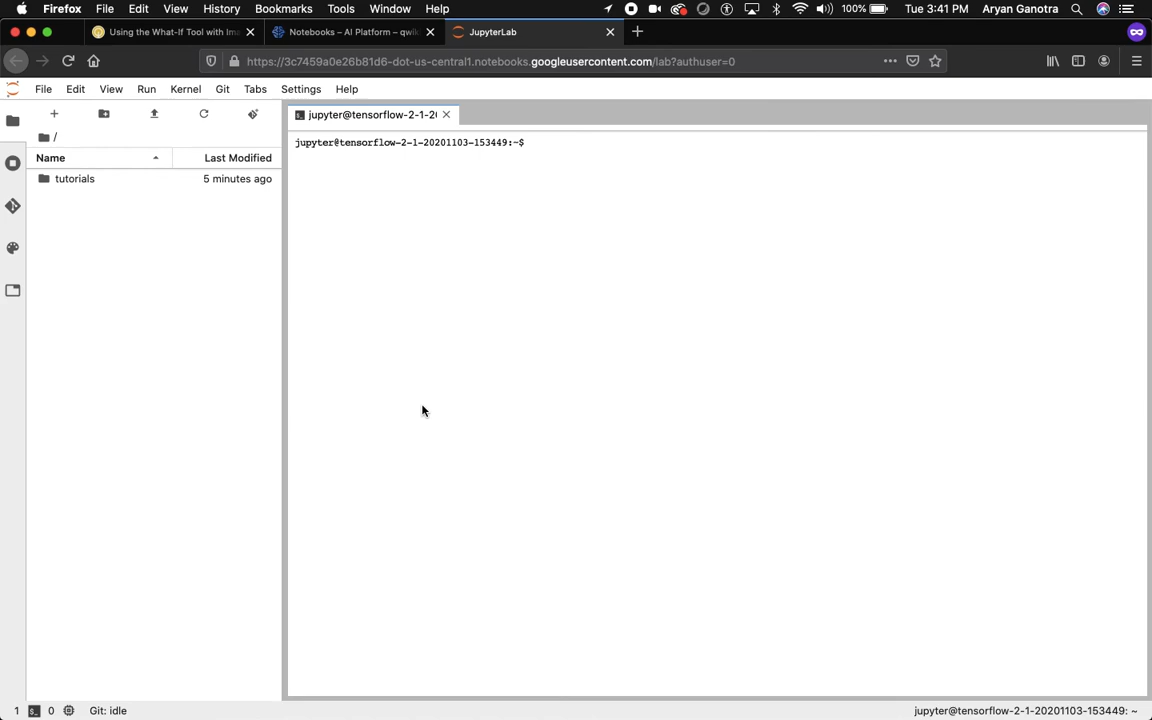 Firefox File Edit View History Bookmarks Tools Window Help 100% Tue 3:41 PM Aryan Ganotra
Using the What-If Tool with Ima Notebooks – AI Platform – qwik JupyterLab
https://3c7459a0e26b81d6-dot-us-central1.notebooks.googleusercontent.com/lab?authuser=0
File Edit View Run Kernel Git Tabs Settings Help
jupyter@tensorflow-2-1-20
/
jupyter@tensorflow-2-1-20201103-153449:~$
Name Last Modified
tutorials 5 minutes ago
1 0 Git: idle jupyter@tensorflow-2-1-20201103-153449: ~